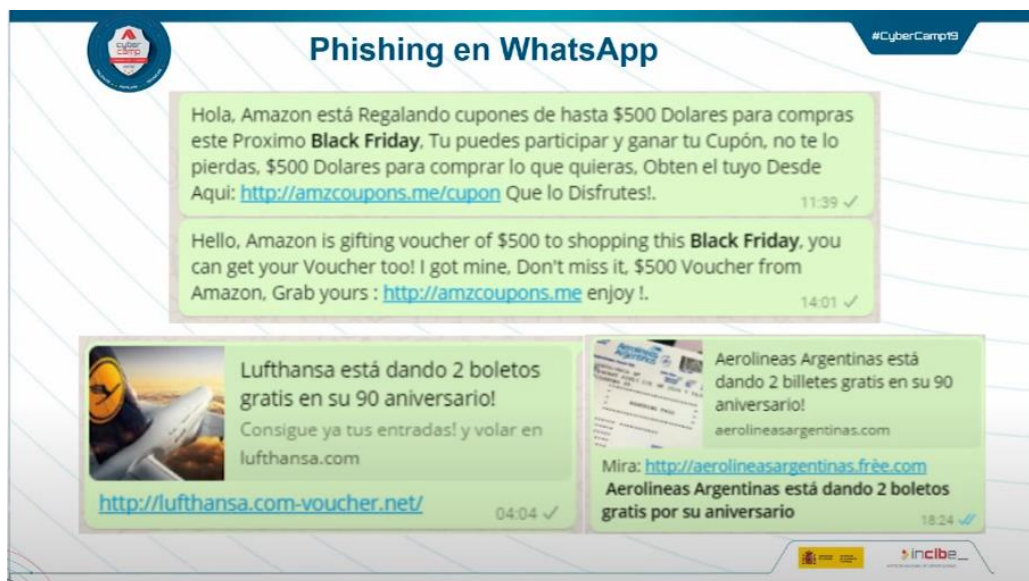 cyber
camp
Phishing en WhatsApp
#CyberCamp19
Hola, Amazon está Regalando cupones de hasta $500 Dolares para compras
este Proximo Black Friday, Tu puedes participar y ganar tu Cupón, no te lo
pierdas, $500 Dolares para comprar lo que quieras, Obten el tuyo Desde
Aqui: http://amzcoupons.me/cupon Que lo Disfrutes!.
11:39
Hello, Amazon is gifting voucher of $500 to shopping this Black Friday, you
can get your Voucher too! I got mine, Don't miss it, $500 Voucher from
Amazon, Grab yours : http://amzcoupons.me enjoy !.
14:01
Lufthansa está dando 2 boletos
gratis en su 90 aniversario!
Consigue ya tus entradas! y volar en
lufthansa.com
http://lufthansa.com-voucher.net/
04:04
Aerolineas Argentinas está
dando 2 billetes gratis en su 90
aniversario!
aerolineasargentinas.com
Mira: http://aerolineasargentinas.frèe.com
Aerolineas Argentinas está dando 2 boletos
gratis por su aniversario
18:24
incibe_